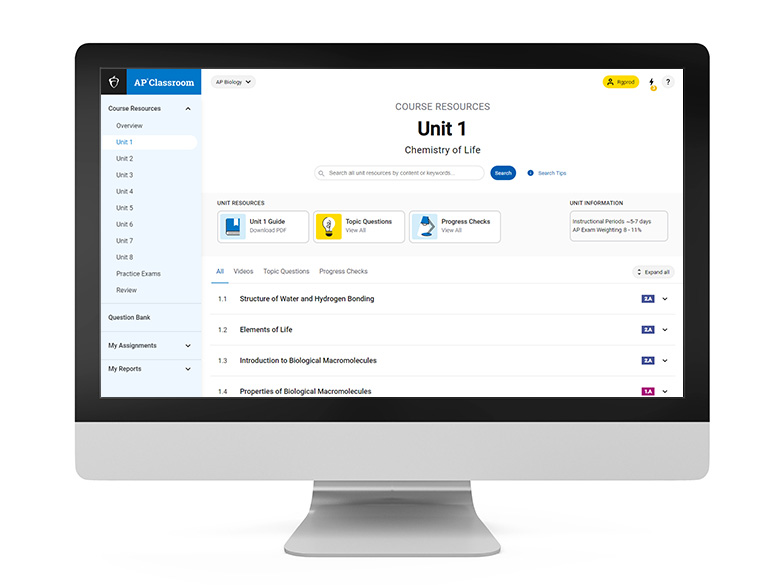 AP Classroom
AP Biology
Course Resources
Overview
Unit 1
Unit 2
Unit 3
Unit 4
Unit 5
Unit 6
Unit 7
Unit 8
Practice Exams
Review
Question Bank
My Assignments
My Reports
COURSE RESOURCES
Unit 1
Chemistry of Life
Search all unit resources by content or keywords...
Search
Search Tips
UNIT RESOURCES
Unit 1 Guide
Download PDF
Topic Questions
View All
Progress Checks
View All
UNIT INFORMATION
Instructional Periods ~5-7 days
AP Exam Weighting 8 - 11%
All Videos Topic Questions Progress Checks
Expand all
1.1 Structure of Water and Hydrogen Bonding 2.A
1.2 Elements of Life 2.A
1.3 Introduction to Biological Macromolecules 2.A
1.4 Properties of Biological Macromolecules 1.A